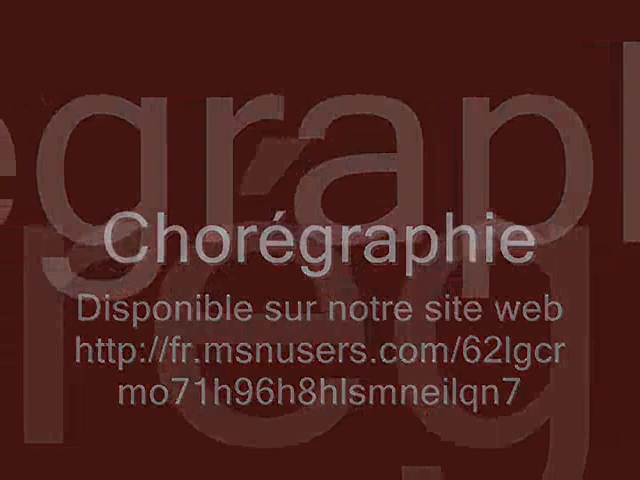 Chorégraphie
Disponible sur notre site web
http://fr.msnusers.com/62lgcr
mo71h96h8hlsmneilqn7